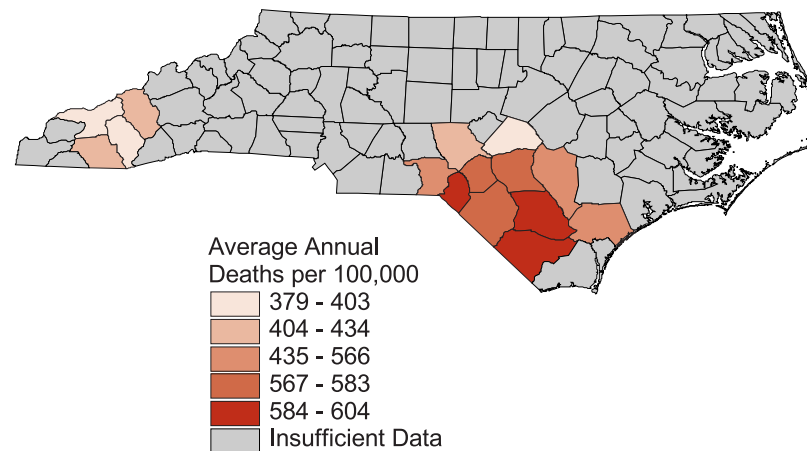 Average Annual
Deaths per 100,000
379 - 403
404 - 434
435 - 566
567 - 583
584 - 604
Insufficient Data